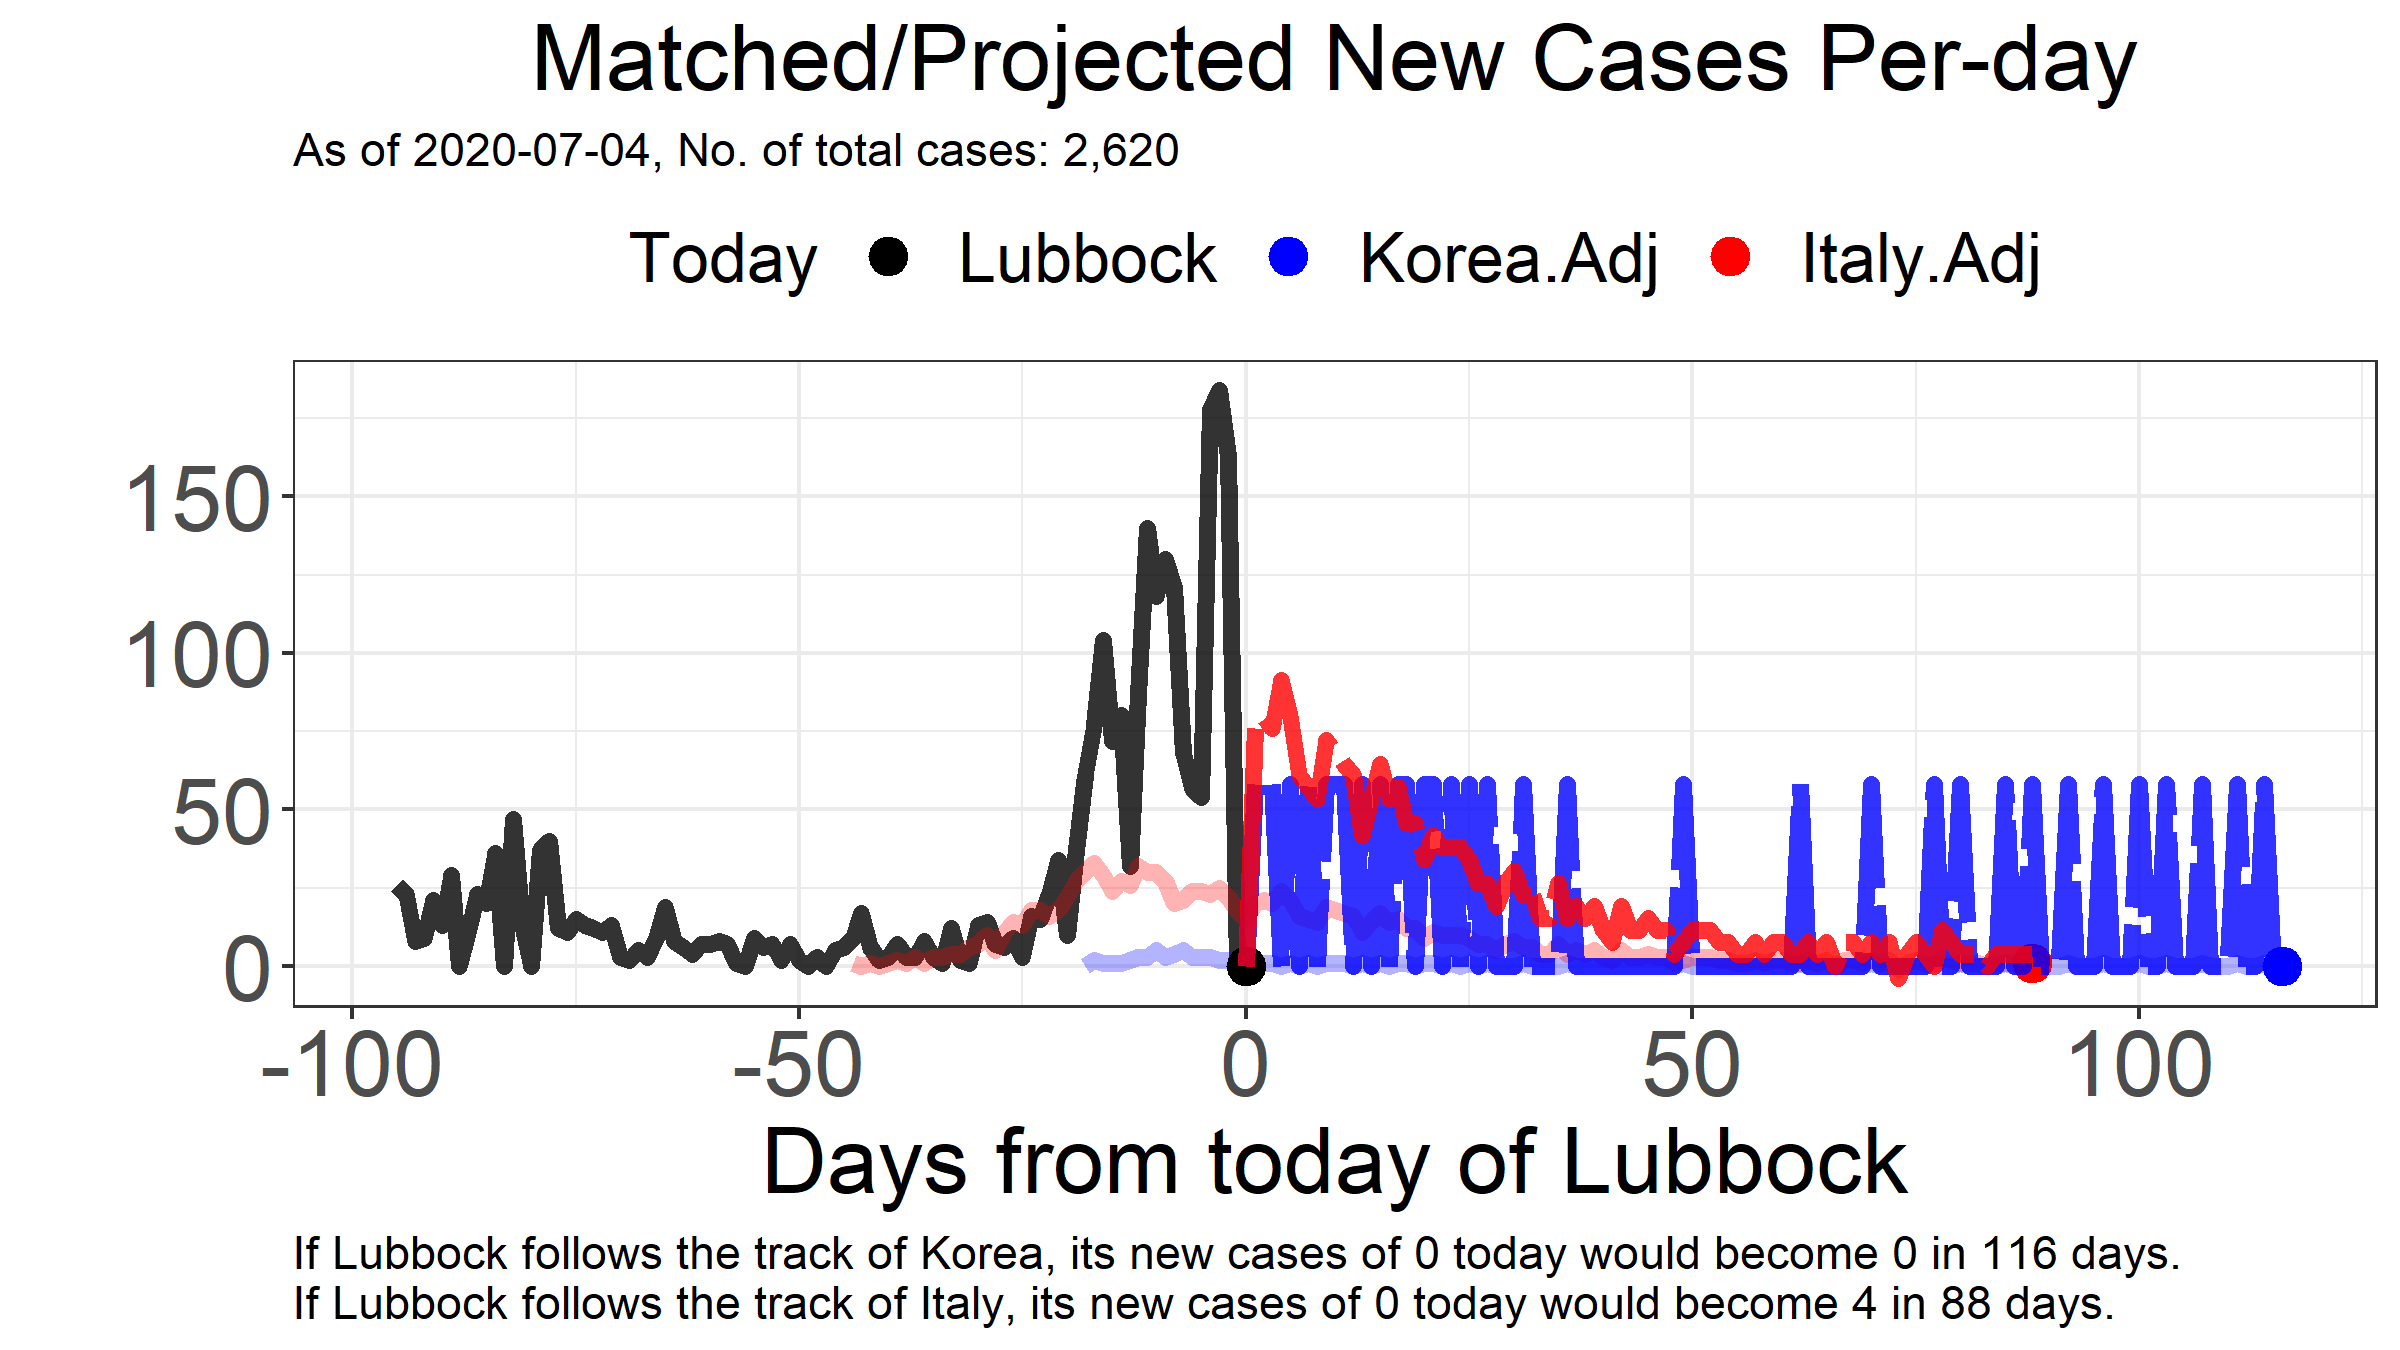 Matched/Projected New Cases Per-day
As of 2020-07-04, No. of total cases: 2,620
Today Lubbock Korea.Adj Italy.Adj
150
100
50
0
-100 -50 0 50 100
Days from today of Lubbock
If Lubbock follows the track of Korea, its new cases of 0 today would become 0 in 116 days.
If Lubbock follows the track of Italy, its new cases of 0 today would become 4 in 88 days.